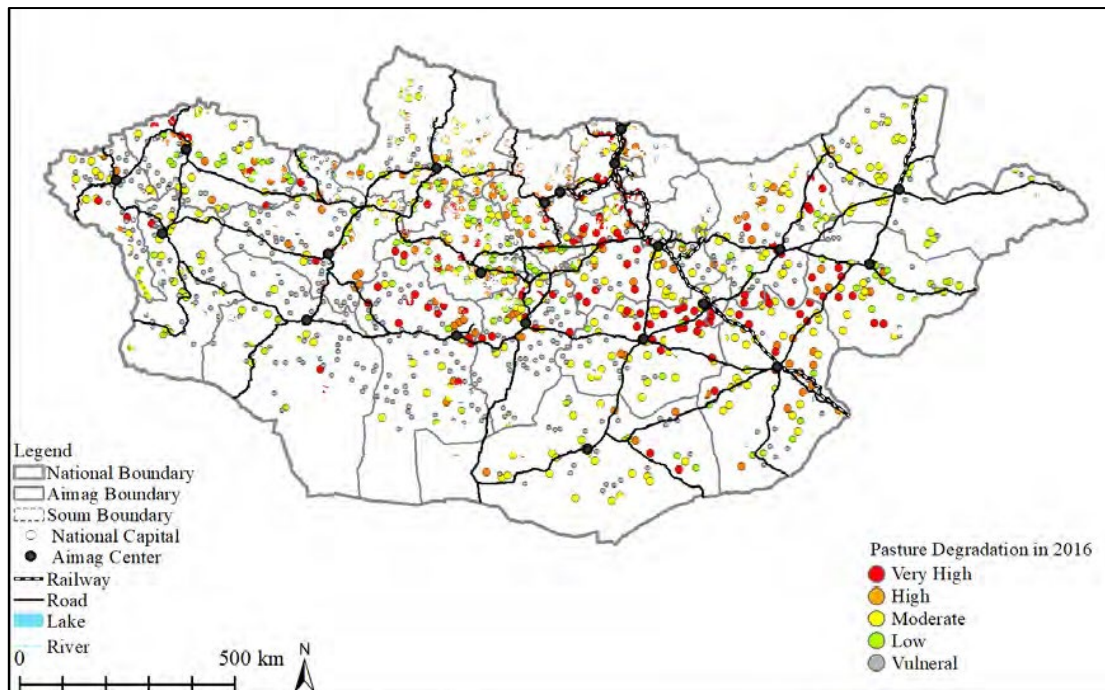 Legend
National Boundary
Aimag Boundary
Soum Boundary
National Capital
Aimag Center
Railway
Road
Lake
River
0 500 km
N
Pasture Degradation in 2016
Very High
High
Moderate
Low
Vulneral